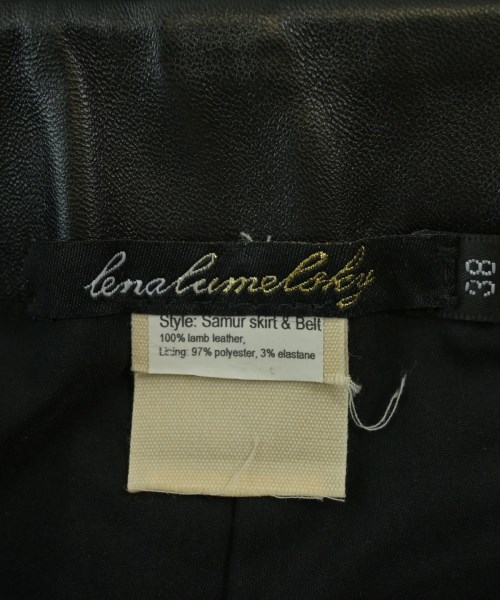 lenalumelsky
38
Style: Samur skirt & Belt
100% lamb leather,
Lining: 97% polyester, 3% elastane